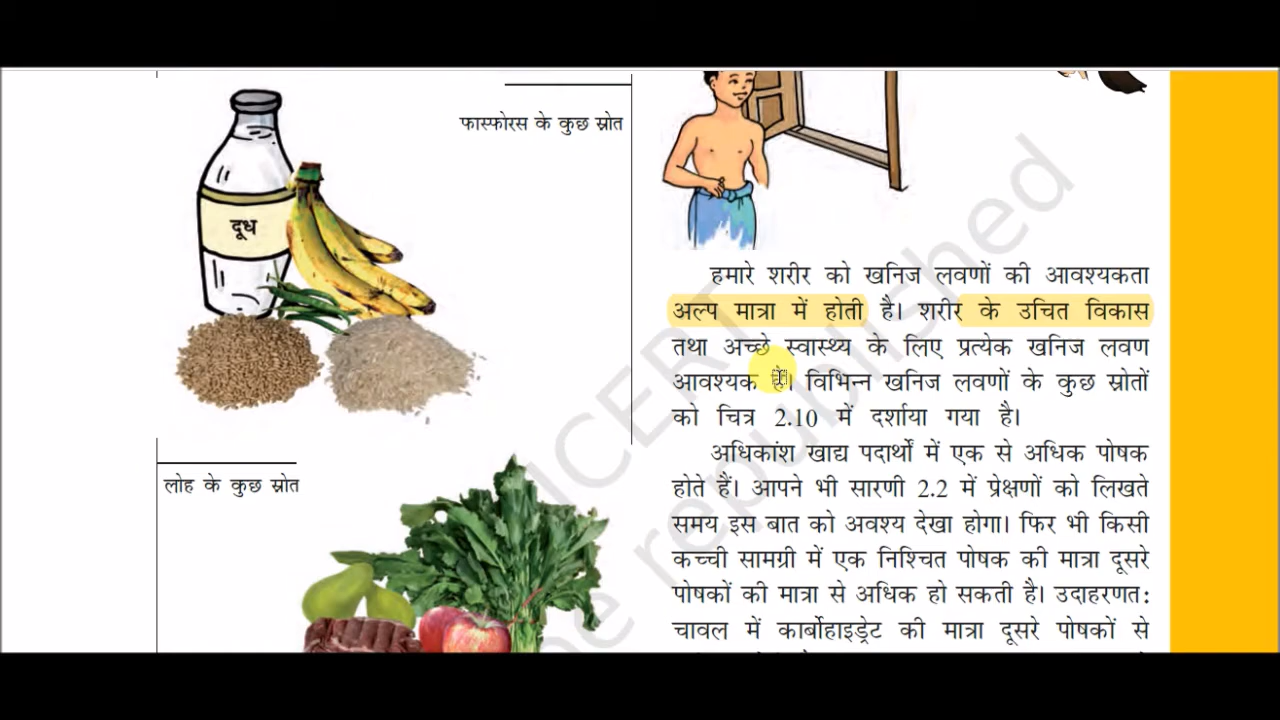 फास्फोरस के कुछ स्रोत
दूध
लोह के कुछ स्रोत
हमारे शरीर को खनिज लवणों की आवश्यकता
अल्प मात्रा में होती है। शरीर के उचित विकास
तथा अच्छे स्वास्थ्य के लिए प्रत्येक खनिज लवण
आवश्यक है। विभिन्न खनिज लवणों के कुछ स्रोतों
को चित्र 2.10 में दर्शाया गया है।
अधिकांश खाद्य पदार्थों में एक से अधिक पोषक
होते हैं। आपने भी सारणी 2.2 में प्रेक्षणों को लिखते
समय इस बात को अवश्य देखा होगा। फिर भी किसी
कच्ची सामग्री में एक निश्चित पोषक की मात्रा दूसरे
पोषकों की मात्रा से अधिक हो सकती है। उदाहरणत:
चावल में कार्बोहाइड्रेट की मात्रा दूसरे पोषकों से
NCERT
republished